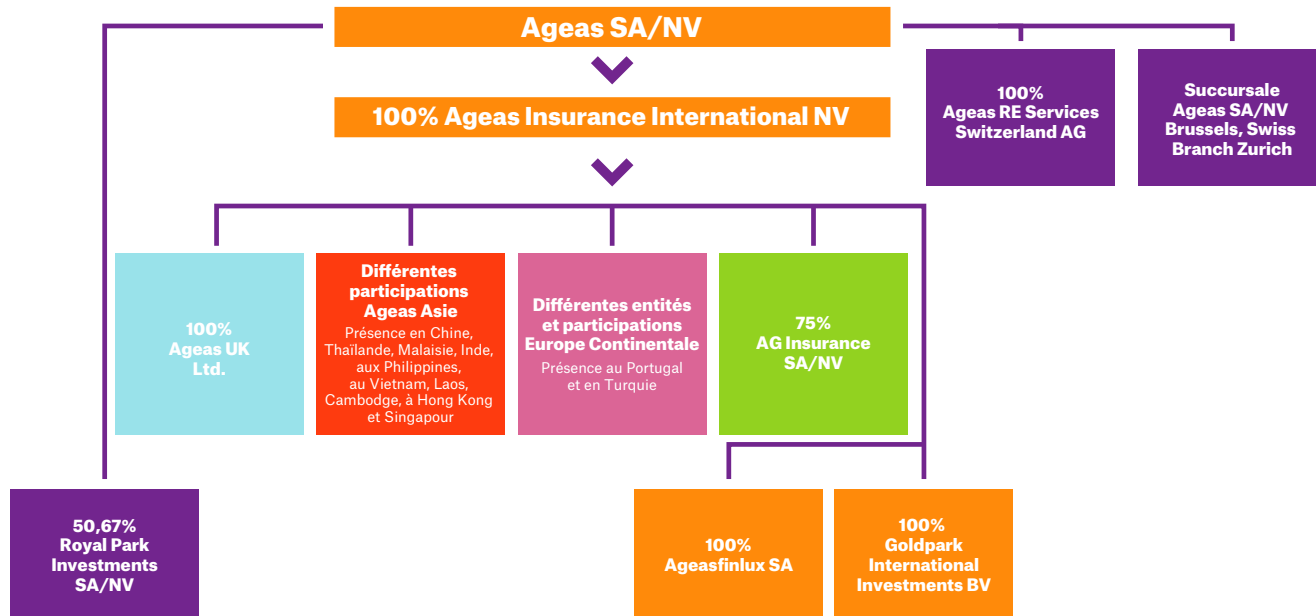 Ageas SA/NV
100% Ageas Insurance International NV
100%
Ageas RE Services
Switzerland AG
Succursale
Ageas SA/NV
Brussels, Swiss
Branch Zurich
100%
Ageas UK
Ltd.
Différentes
participations
Ageas Asie
Présence en Chine,
Thaïlande, Malaisie, Inde,
aux Philippines,
au Vietnam, Laos,
Cambodge, à Hong Kong
et Singapour
Différentes entités
et participations
Europe Continentale
Présence au Portugal
et en Turquie
75%
AG Insurance
SA/NV
50,67%
Royal Park
Investments
SA/NV
100%
Ageasfinlux SA
100%
Goldpark
International
Investments BV